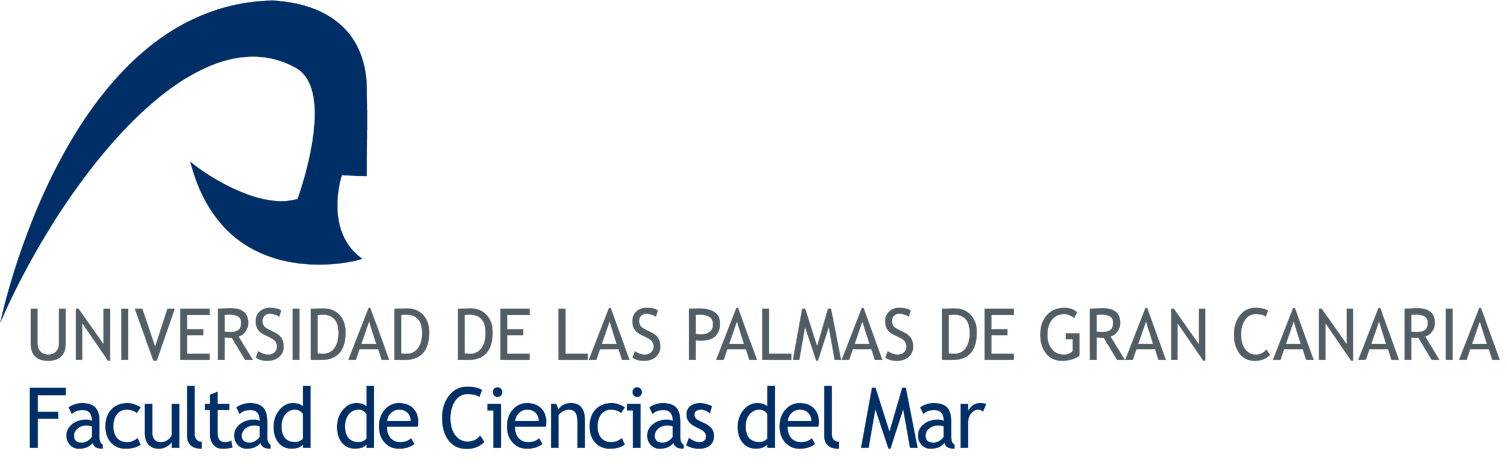 UNIVERSIDAD DE LAS PALMAS DE GRAN CANARIA
Facultad de Ciencias del Mar